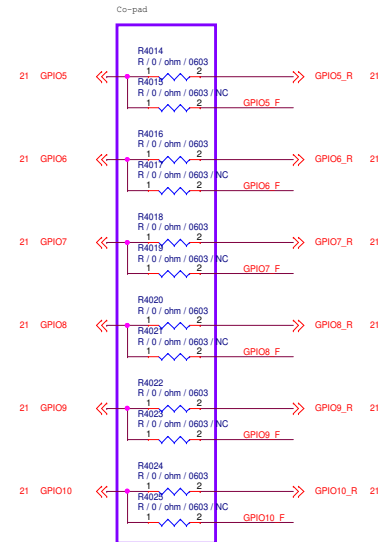 Co-pad
R4014
R / 0 / ohm / 0603
21 GPIO5 1 2 GPIO5_R 21
R4015
R / 0 / ohm / 0603 / NC
1 2 GPIO5_F
R4016
R / 0 / ohm / 0603
21 GPIO6 1 2 GPIO6_R 21
R4017
R / 0 / ohm / 0603 / NC
1 2 GPIO6_F
R4018
R / 0 / ohm / 0603
21 GPIO7 1 2 GPIO7_R 21
R4019
R / 0 / ohm / 0603 / NC
1 2 GPIO7_F
R4020
R / 0 / ohm / 0603
21 GPIO8 1 2 GPIO8_R 21
R4021
R / 0 / ohm / 0603 / NC
1 2 GPIO8_F
R4022
R / 0 / ohm / 0603
21 GPIO9 1 2 GPIO9_R 21
R4023
R / 0 / ohm / 0603 / NC
1 2 GPIO9_F
R4024
R / 0 / ohm / 0603
21 GPIO10 1 2 GPIO10_R 21
R4025
R / 0 / ohm / 0603 / NC
1 2 GPIO10_F